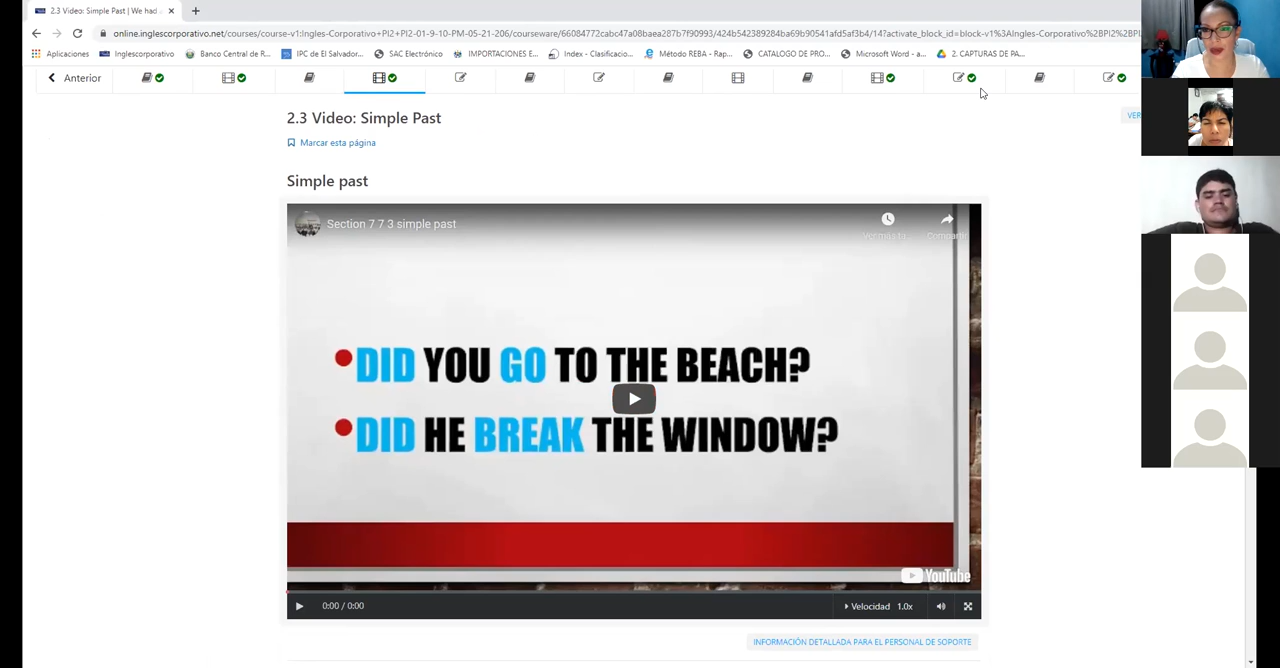 2.3 Video: Simple Past | We had
online.inglescorporativo.net/courses/course-v1:Ingles-Corporativo+PI2+PI2-01-9-10-PM-05-21-206/courseware/66084772cabc47a08baea287b7f90993/424b542389284ba69b90541afd5af3b4/14?activate_block_id=block-v1%3AIngles-Corporativo%2BPI2%2BPI2
Aplicaciones Inglescorporativo Banco Central de R... IPC de El Salvador... SAC Electrónico IMPORTACIONES E... Index - Clasificacio... Método REBA - Rap... CATALOGO DE PRO... Microsoft Word - a... 2. CAPTURAS DE PA...
Anterior
2.3 Video: Simple Past
VER
Marcar esta página
Simple past
Section 7 7 3 simple past
•DID YOU GO TO THE BEACH?
•DID HE BREAK THE WINDOW?
YouTube
0:00 / 0:00 Velocidad 1.0x
INFORMACIÓN DETALLADA PARA EL PERSONAL DE SOPORTE